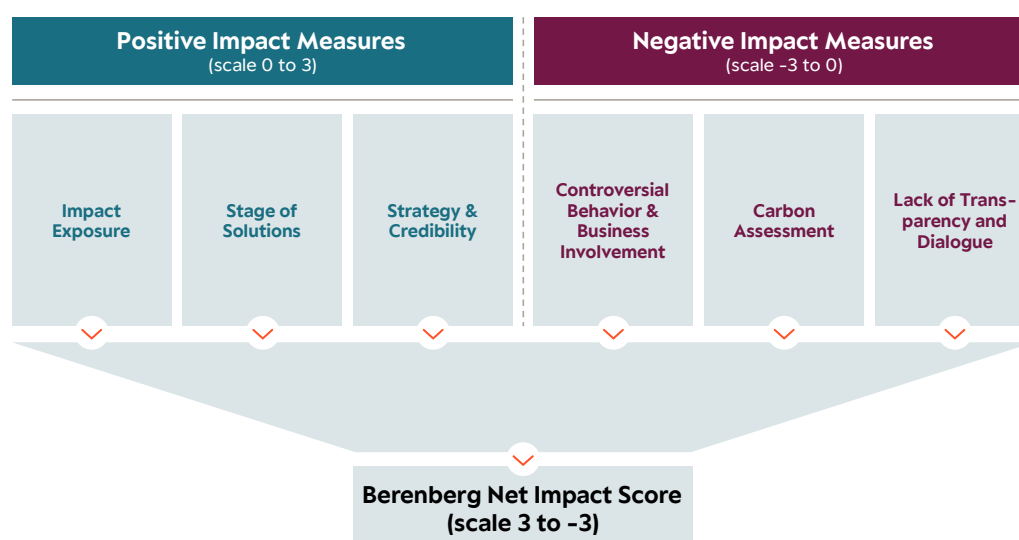 Positive Impact Measures
(scale 0 to 3)
Negative Impact Measures
(scale -3 to 0)
Impact
Exposure
Stage of
Solutions
Strategy &
Credibility
Controversial
Behavior &
Business
Involvement
Carbon
Assessment
Lack of Trans-
parency and
Dialogue
Berenberg Net Impact Score
(scale 3 to -3)